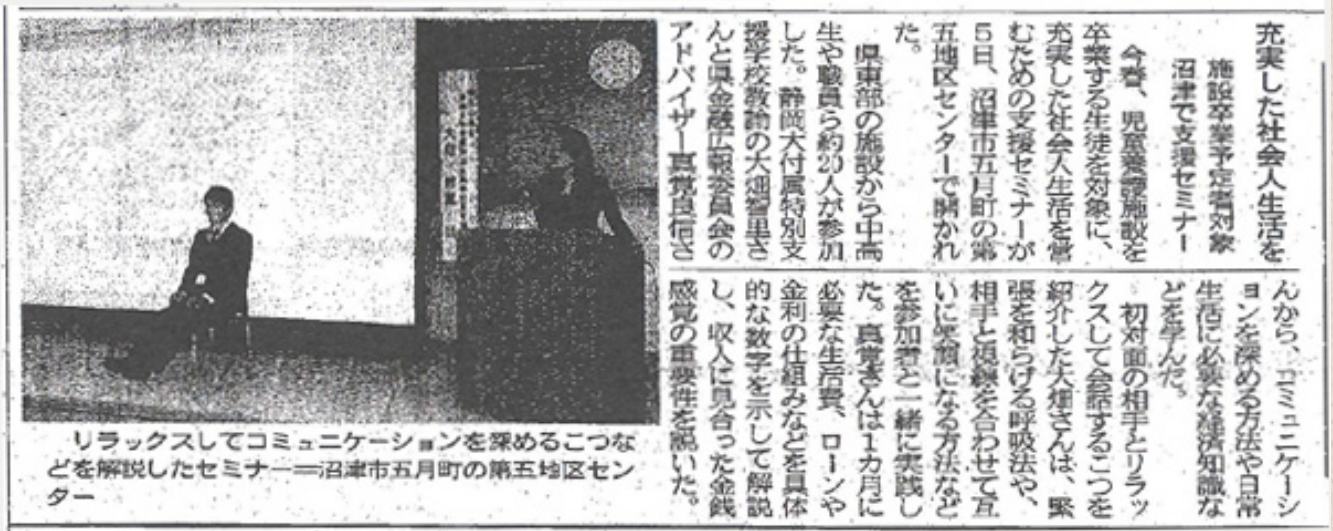 充実した社会人生活を
施設卒業予定者対象
沼津で支援セミナー
今春、児童養護施設を
卒業する生徒を対象に、
充実した社会人生活を営
むための支援セミナーが
5日、沼津市五月町の第
五地区センターで開かれ
た。
県東部の施設から中高
生や職員ら約20人が参加
した。静岡大付属特別支
援学校教諭の大畑智里さ
んと県金融広報委員会の
アドバイザー真覚良信さ
んから、コミュニケーシ
ョンを深める方法や日常
生活に必要な経済知識な
どを学んだ。
初対面の相手とリラッ
クスして会話するこつを
紹介した大畑さんは、緊
張を和らげる呼吸法や、
相手と視線を合わせて互
いに笑顔になる方法など
を参加者と一緒に実践し
た。真覚さんは1カ月に
必要な生活費、ローンや
金利の仕組みなどを具体
的な数字を示して解説
し、収入に見合った金銭
感覚の重要性を説いた。
リラックスしてコミュニケーションを深めるこつな
どを解説したセミナー＝沼津市五月町の第五地区セン
ター